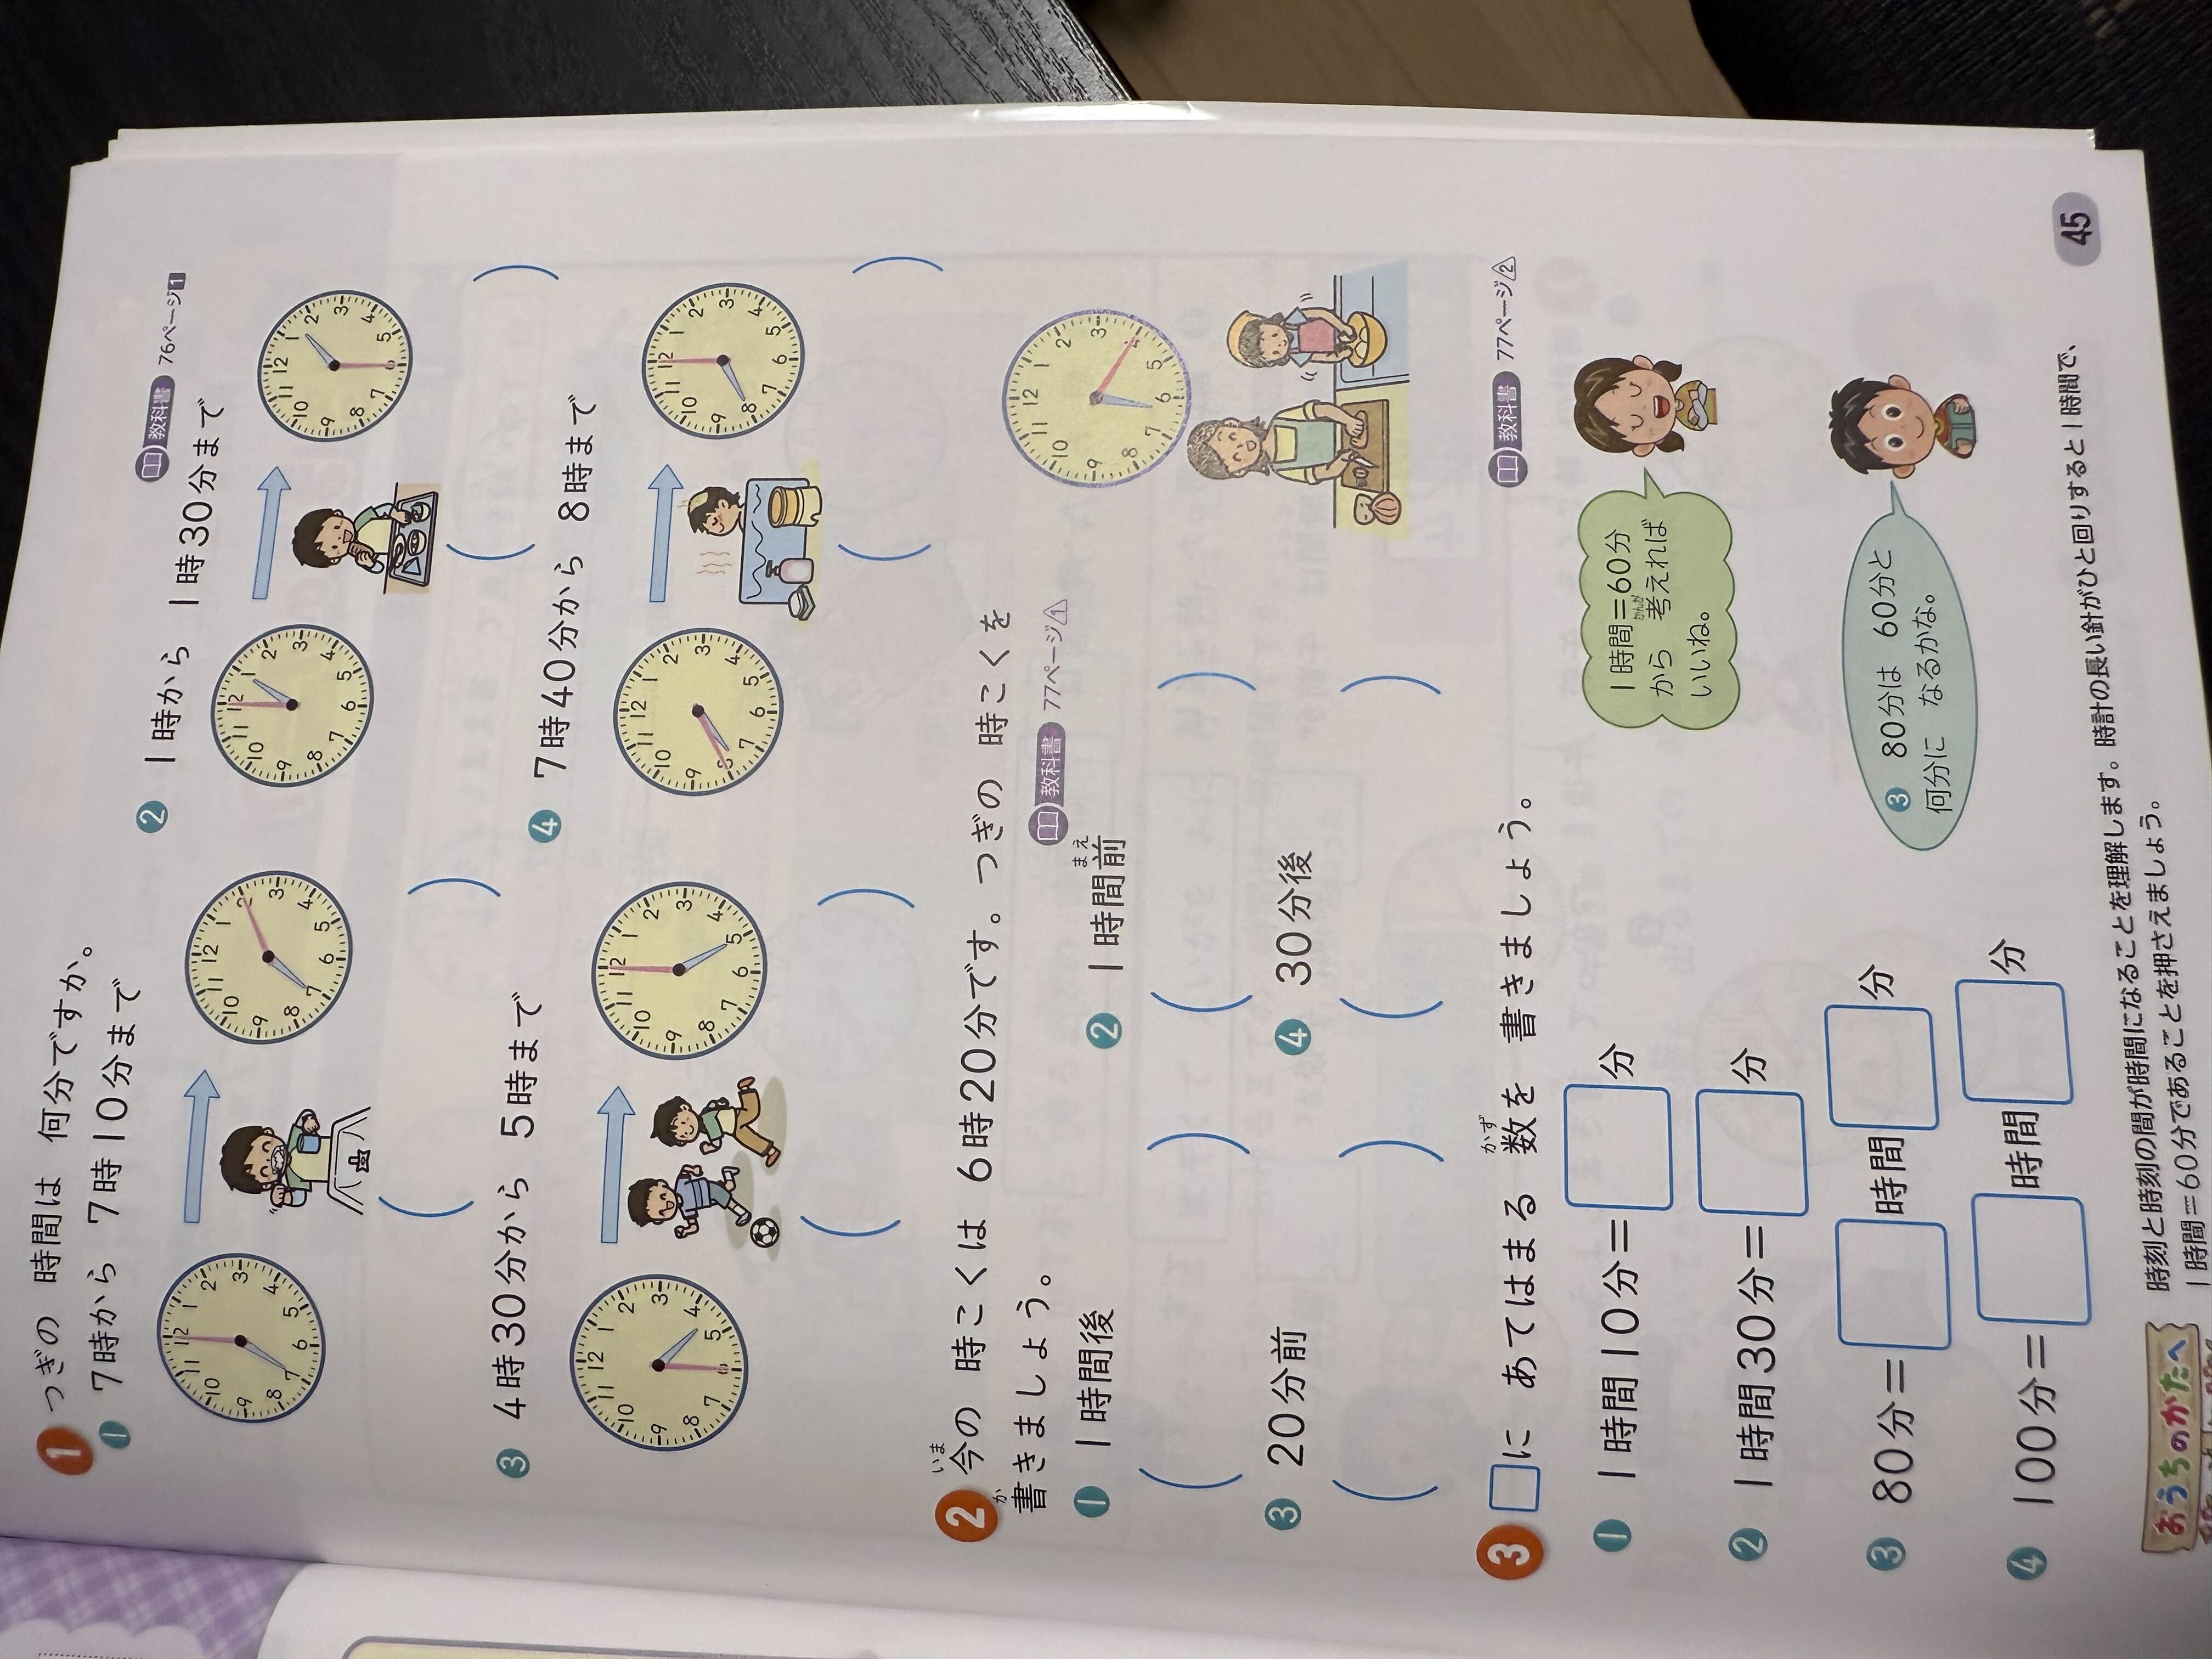 1 つぎの 時間は 何分ですか。
教科書 76ページ1
1 7時から 7時10分まで
2 1時から 1時30分まで
( )
( )
3 4時30分から 5時まで
4 7時40分から 8時まで
( )
( )
2 今の 時こくは 6時20分です。つぎの 時こくを
いま
書きましょう。
か
教科書 77ページ1
1 1時間後
2 1時間前
まえ
( )
( )
3 20分前
4 30分後
( )
( )
3 □に あてはまる 数を 書きましょう。
かず
教科書 77ページ2
1 1時間10分=□分
2 1時間30分=□分
3 80分=□時間□分
4 100分=□時間□分
1時間=60分
から 考えれば
かんが
いいね。
3 80分は 60分と
何分に なるかな。
おうちのかたへ
時刻と時刻の間が時間になることを理解します。時計の長い針がひと回りすると1時間で、
1時間=60分であることを押さえましょう。
45